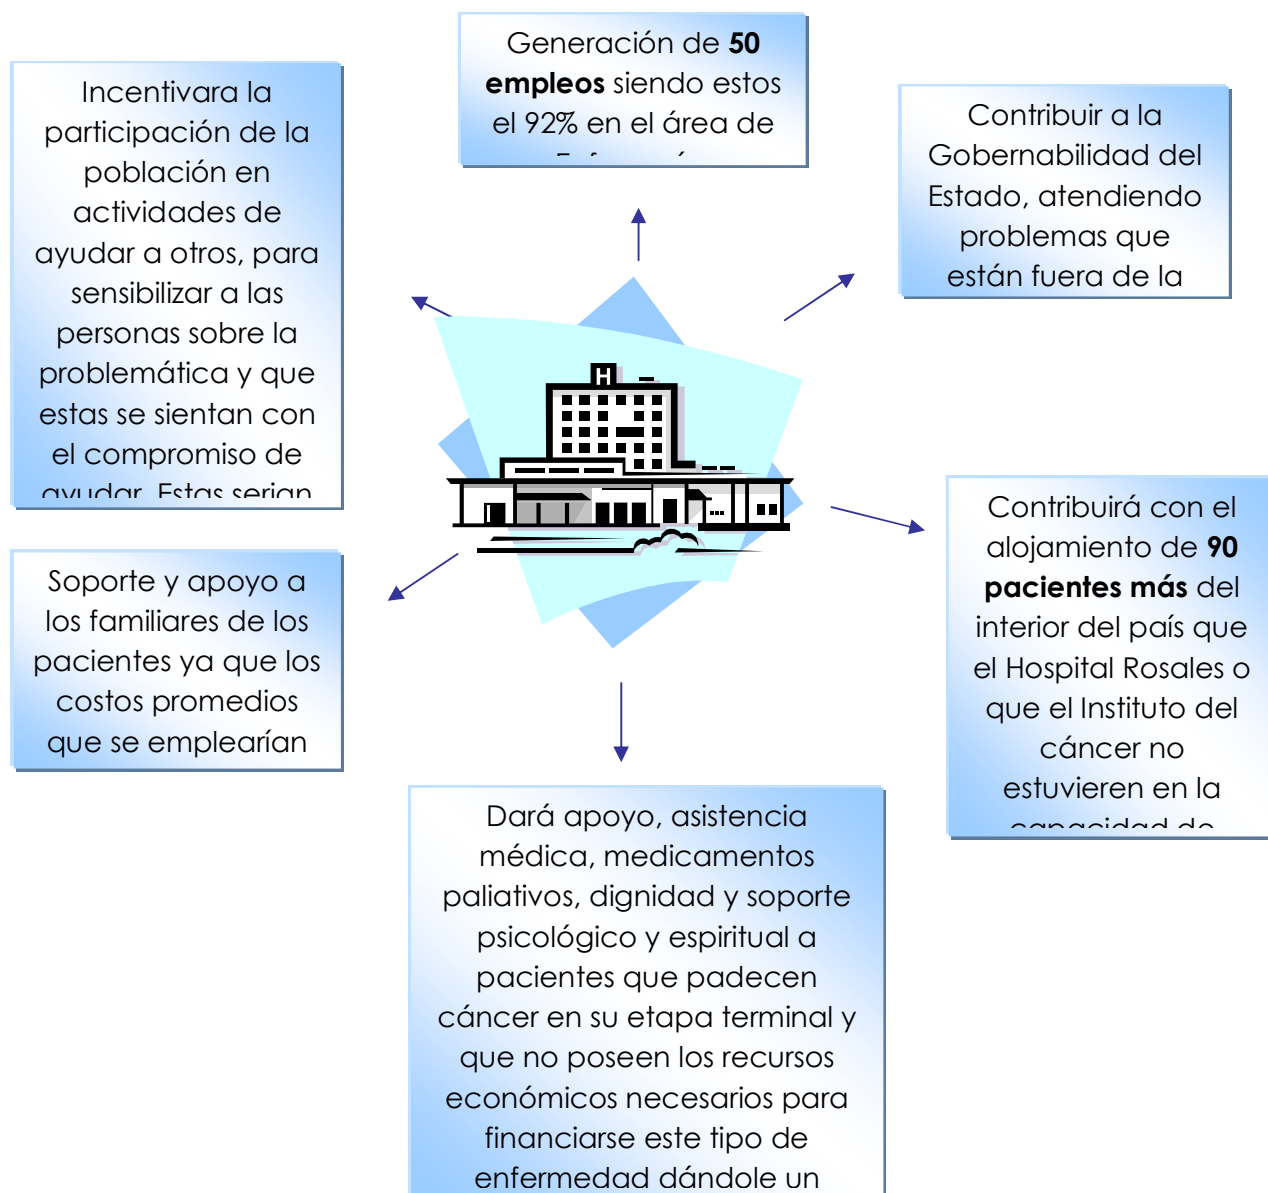 Generación de 50
empleos siendo estos
el 92% en el área de
Incentivara la
participación de la
población en
actividades de
ayudar a otros, para
sensibilizar a las
personas sobre la
problemática y que
estas se sientan con
el compromiso de
ayudar. Estas serian
Contribuir a la
Gobernabilidad del
Estado, atendiendo
problemas que
están fuera de la
H
Contribuirá con el
alojamiento de 90
pacientes más del
interior del país que
el Hospital Rosales o
que el Instituto del
cáncer no
estuvieren en la
capacidad de
Soporte y apoyo a
los familiares de los
pacientes ya que los
costos promedios
que se emplearían
Dará apoyo, asistencia
médica, medicamentos
paliativos, dignidad y soporte
psicológico y espiritual a
pacientes que padecen
cáncer en su etapa terminal y
que no poseen los recursos
económicos necesarios para
financiarse este tipo de
enfermedad dándole un